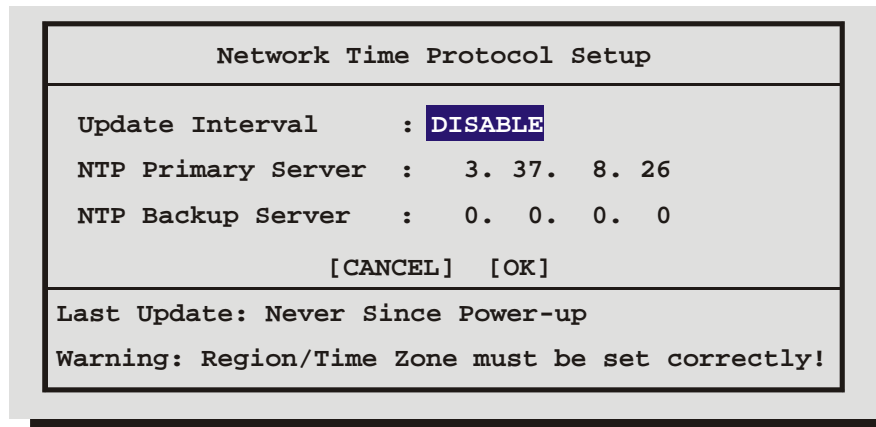 Network Time Protocol Setup
Update Interval : DISABLE
NTP Primary Server : 3. 37. 8. 26
NTP Backup Server : 0. 0. 0. 0
[CANCEL] [OK]
Last Update: Never Since Power-up
Warning: Region/Time Zone must be set correctly!